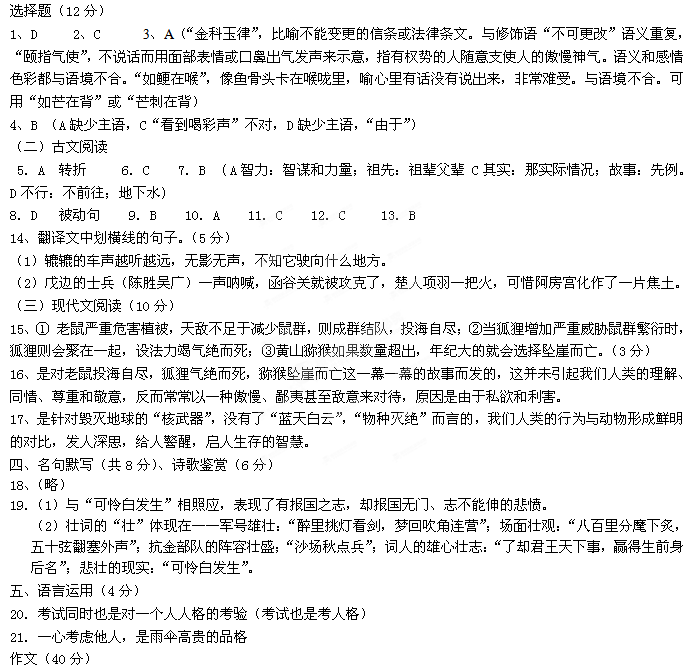 选择题（12分）
1、D 2、C 3、A（“金科玉律”，比喻不能变更的信条或法律条文。与修饰语“不可更改”语义重复，
“颐指气使”，不说话而用面部表情或口鼻出气发声来示意，指有权势的人随意支使人的傲慢神气。语义和感情
色彩都与语境不合。“如鲠在喉”，像鱼骨头卡在喉咙里，喻心里有话没有说出来，非常难受。与语境不合。可
用“如芒在背”或“芒刺在背）
4、B （A缺少主语，C“看到喝彩声”不对，D缺少主语，“由于”）
（二）古文阅读
5．A 转折 6．C 7．B （A智力：智谋和力量；祖先：祖辈父辈 C其实：那实际情况；故事：先例。
D不行：不前往；地下水）
8．D 被动句 9．B 10．A 11．C 12．C 13．B
14、翻译文中划横线的句子。（5分）
（1）辘辘的车声越听越远，无影无声，不知它驶向什么地方。
（2）戍边的士兵（陈胜吴广）一声呐喊，函谷关就被攻克了，楚人项羽一把火，可惜阿房宫化作了一片焦土。
（三）现代文阅读（10分）
15、① 老鼠严重危害植被，天敌不足于减少鼠群，则成群结队，投海自尽；②当狐狸增加严重威胁鼠群繁衍时，
狐狸则会聚在一起，设法力竭气绝而死；③黄山猕猴如果数量超出，年纪大的就会选择坠崖而亡。（3分）
16、是对老鼠投海自尽，狐狸气绝而死，猕猴坠崖而亡这一幕一幕的故事而发的，这并未引起我们人类的理解、
同情、尊重和敬意，反而常常以一种傲慢、鄙夷甚至敌意来对待，原因是由于私欲和利害。
17、是针对毁灭地球的“核武器”，没有了“蓝天白云”，“物种灭绝”而言的，我们人类的行为与动物形成鲜明
的对比，发人深思，给人警醒，启人生存的智慧。
四、名句默写（共8分）、诗歌鉴赏（6分）
18、（略）
19．（1）与“可怜白发生”相照应，表现了有报国之志，却报国无门、志不能伸的悲愤。
（2）壮词的“壮”体现在一一军号雄壮：“醉里挑灯看剑，梦回吹角连营”；场面壮观：“八百里分麾下炙，
五十弦翻塞外声”；抗金部队的阵容壮盛；“沙场秋点兵”；词人的雄心壮志：“了却君王天下事，赢得生前身
后名”；悲壮的现实：“可怜白发生”。
五、语言运用（4分）
20．考试同时也是对一个人人格的考验（考试也是考人格）
21．一心考虑他人，是雨伞高贵的品格
作文（40分）